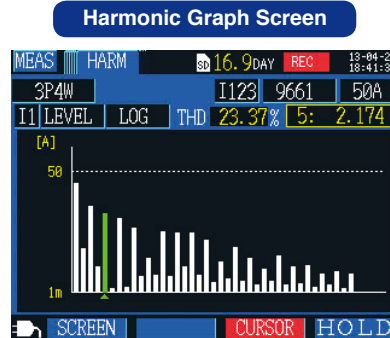 Harmonic Graph Screen
MEAS HARM SD 16.9DAY REC 13-04-2
18:41:3
3P4W I123 9661 50A
I1 LEVEL LOG THD 23.37% 5: 2.174
[A]
50
1m
SCREEN CURSOR HOLD